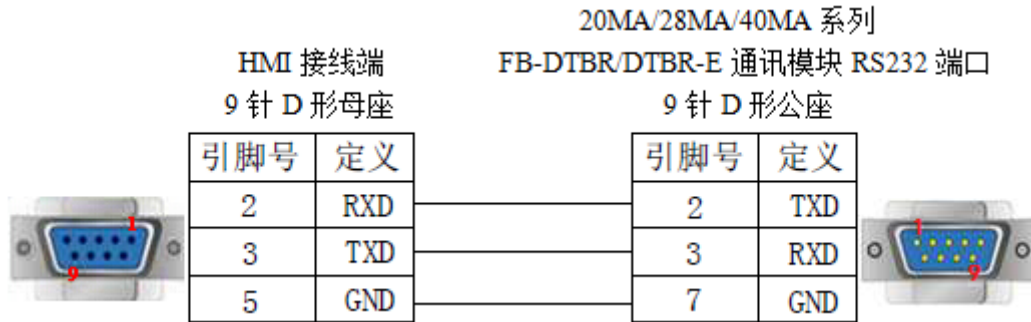 20MA/28MA/40MA 系列
HMI 接线端
FB-DTBR/DTBR-E 通讯模块 RS232 端口
9 针 D 形母座
9 针 D 形公座
引脚号 定义
引脚号 定义
2 RXD
2 TXD
3 TXD
3 RXD
5 GND
7 GND
1
9
1
9